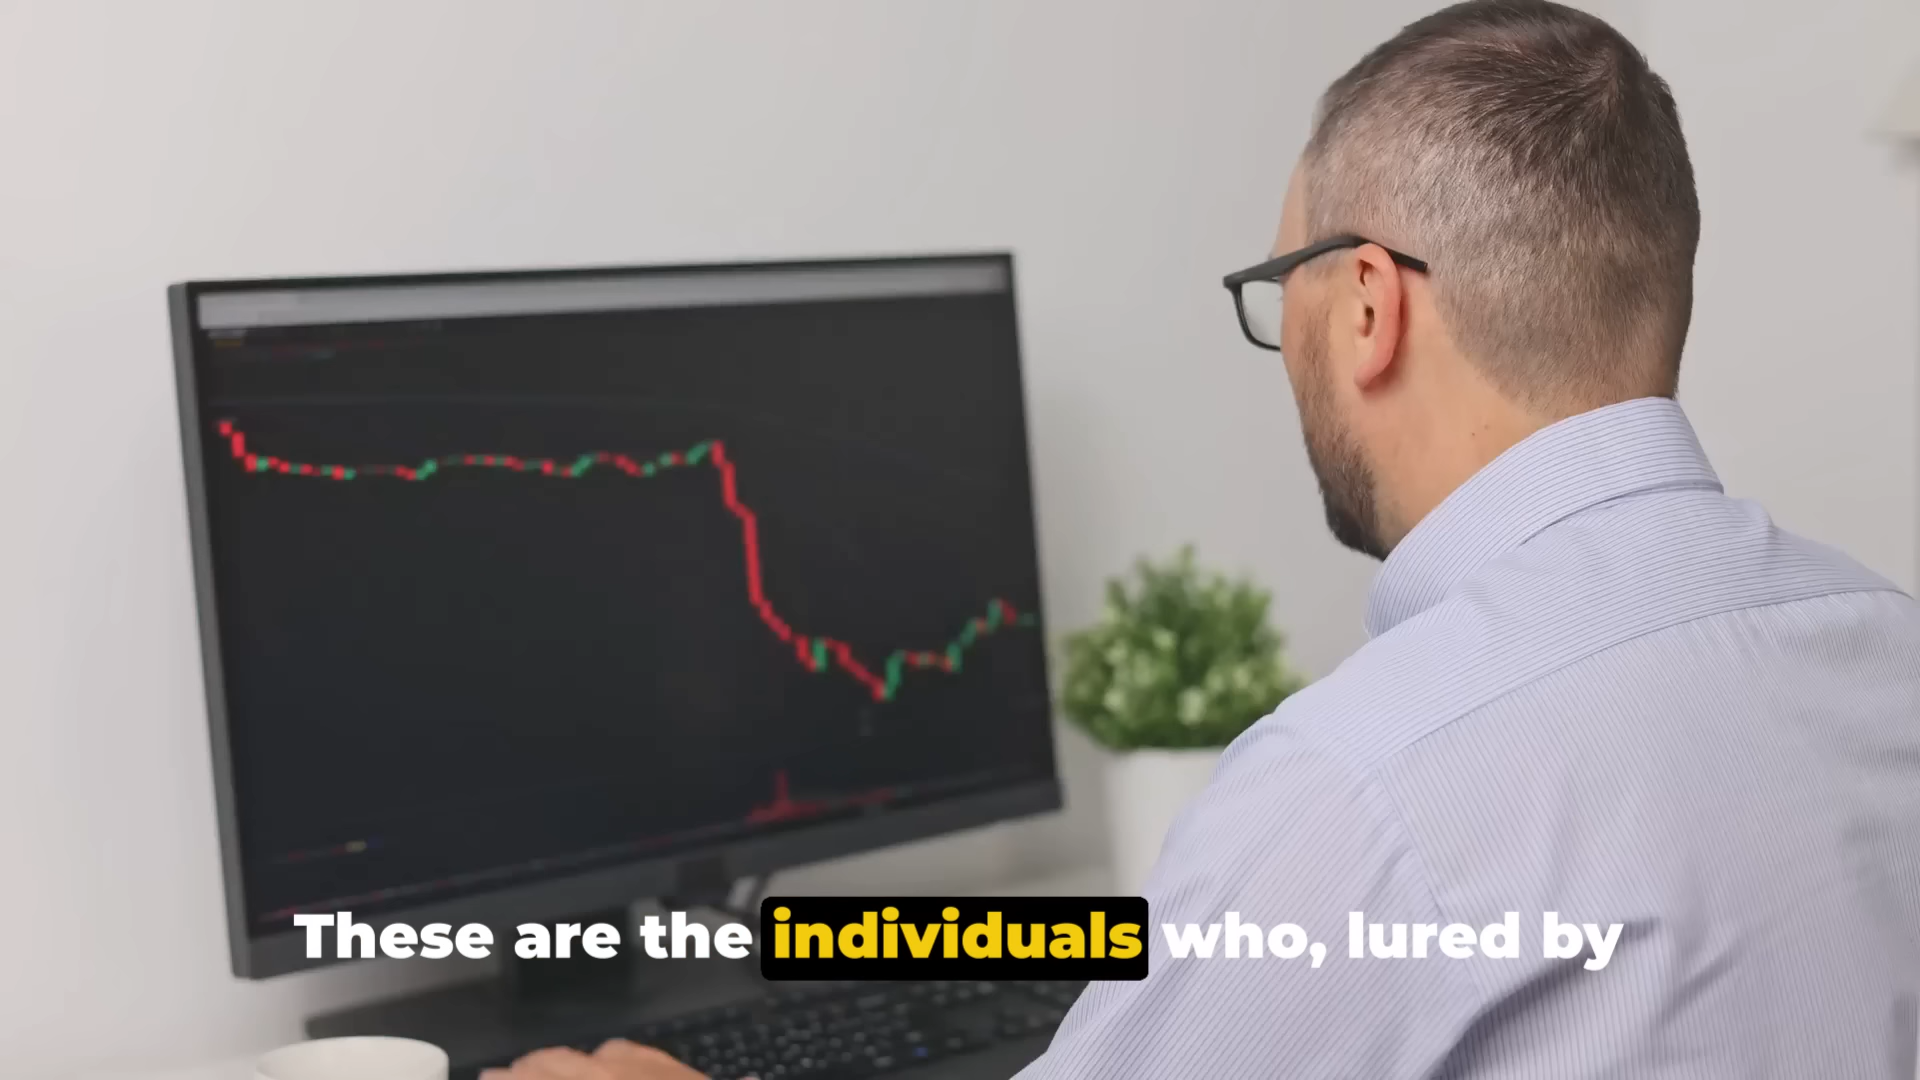 These are the individuals who, lured by